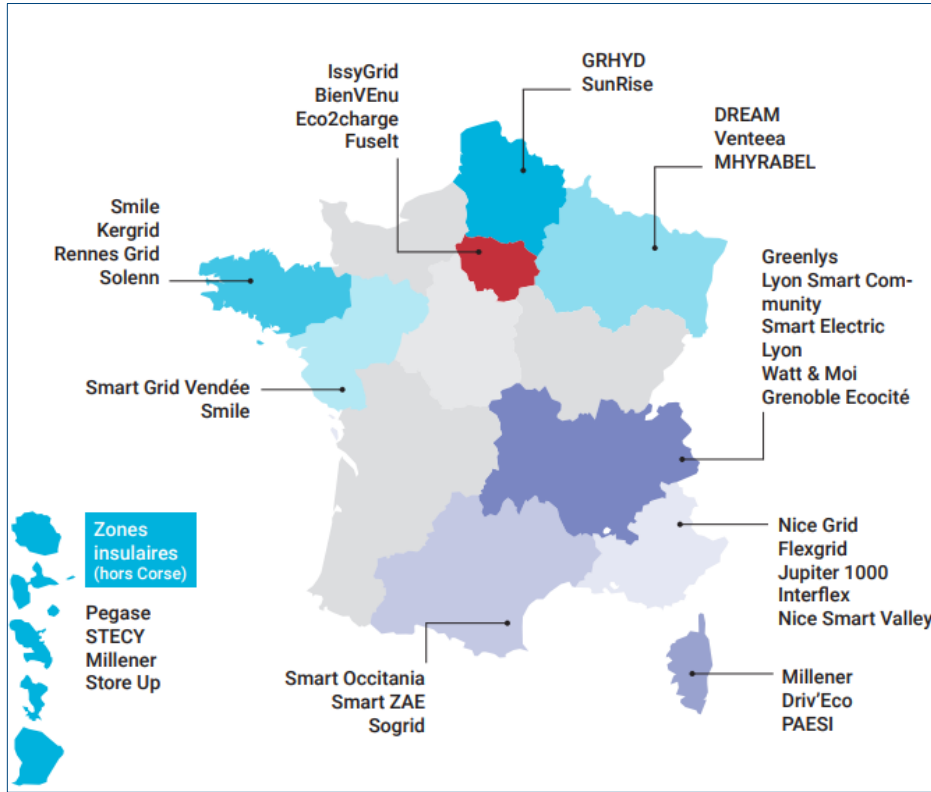 IssyGrid
BienVEnu
Eco2charge
FuseIt
GRHYD
SunRise
DREAM
Venteea
MHYRABEL
Smile
Kergrid
Rennes Grid
Solenn
Greenlys
Lyon Smart Com-
munity
Smart Electric
Lyon
Watt & Moi
Grenoble Ecocité
Smart Grid Vendée
Smile
Zones
insulaires
(hors Corse)
Pegase
STECY
Millener
Store Up
Nice Grid
Flexgrid
Jupiter 1000
Interflex
Nice Smart Valley
Smart Occitania
Smart ZAE
Sogrid
Millener
Driv’Eco
PAESI